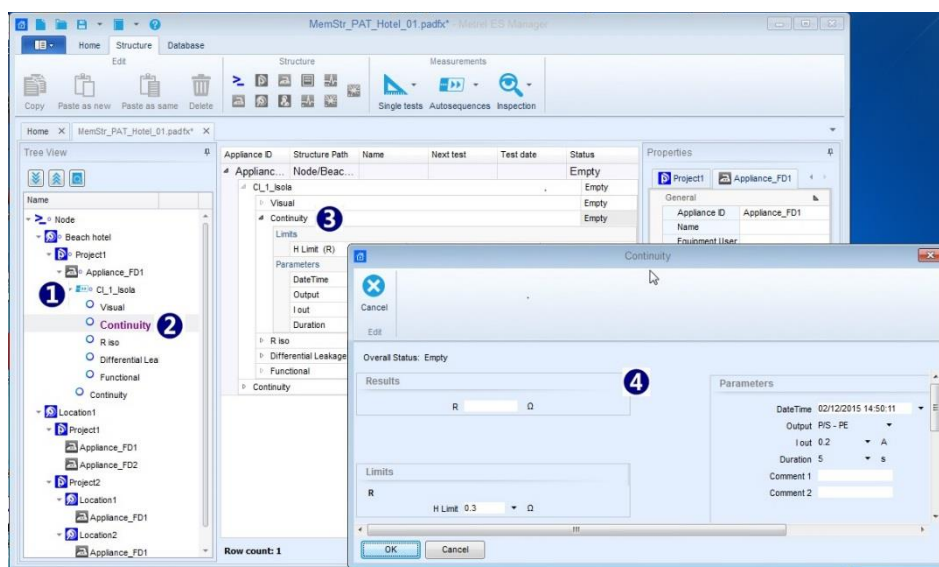 MemStr_PAT_Hotel_01.padfx* - Metrel ES Manager
Home Structure Database
Edit Structure Measurements
Copy Paste as new Paste as same Delete Single tests Autosequences Inspection
Home X MemStr_PAT_Hotel_01.padfx* X
Tree View
Name
Node
Beach hotel
Project1
Appliance_FD1
1 CI_1_Isola
Visual
Continuity 2
R iso
Differential Lea
Functional
Continuity
Location1
Project1
Appliance_FD1
Appliance_FD2
Project2
Location1
Appliance_FD1
Location2
Appliance_FD1
Appliance ID Structure Path Name Next test Test date Status
Applianc... Node/Beac... Empty
CI_1_Isola Empty
Visual Empty
Continuity 3 Empty
Limits
H Limit (R)
Parameters
DateTime
Output
I out
Duration
R iso
Differential Leakage
Functional
Continuity
Row count: 1
Properties
Project1 Appliance_FD1
General
Appliance ID Appliance_FD1
Name
Equipment User
Continuity
Cancel
Edit
Overall Status: Empty
Results 4
R Ω
Limits
R
H Limit 0.3 Ω
Parameters
DateTime 02/12/2015 14:50:11
Output P/S - PE
I out 0.2 A
Duration 5 s
Comment 1
Comment 2
OK Cancel